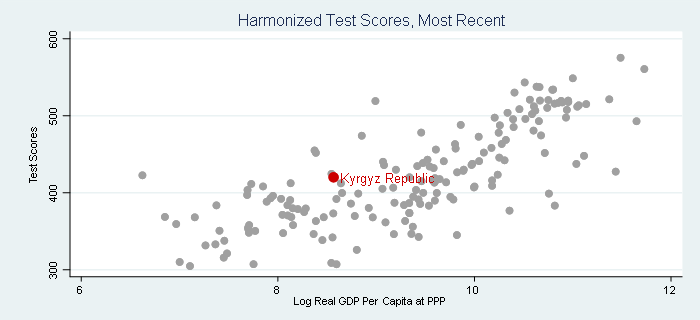 Harmonized Test Scores, Most Recent
600
500
400
300
Test Scores
Kyrgyz Republic
6
8
10
12
Log Real GDP Per Capita at PPP